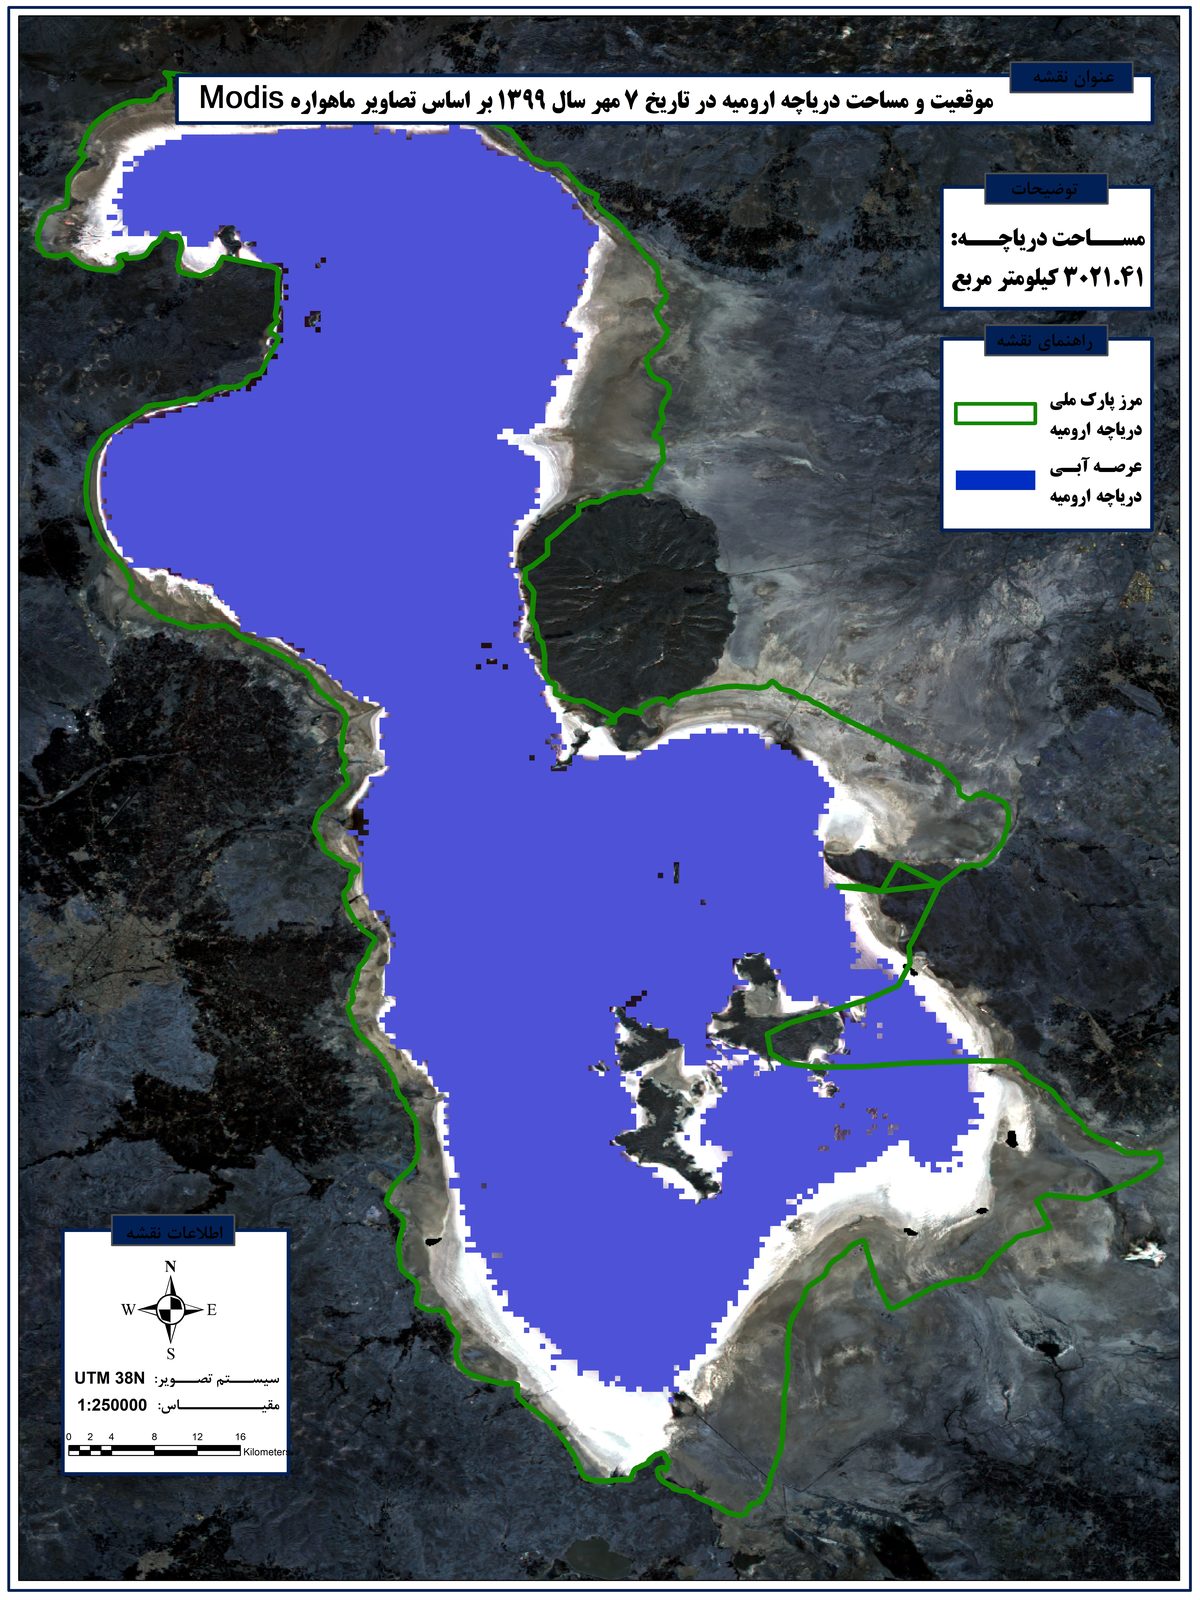 عنوان نقشه
موقعیت و مساحت دریاچه ارومیه در تاریخ ۷ مهر سال ۱۳۹۹ بر اساس تصاویر ماهواره Modis
توضیحات
مساحت دریاچه:
۳۰۲۱.۴۱ کیلومتر مربع
راهنمای نقشه
مرز پارک ملی
دریاچه ارومیه
عرصه آبی
دریاچه ارومیه
اطلاعات نقشه
N
W E
S
سیستم تصویر: UTM 38N
مقیاس: 1:250000
0 2 4 8 12 16
Kilometers